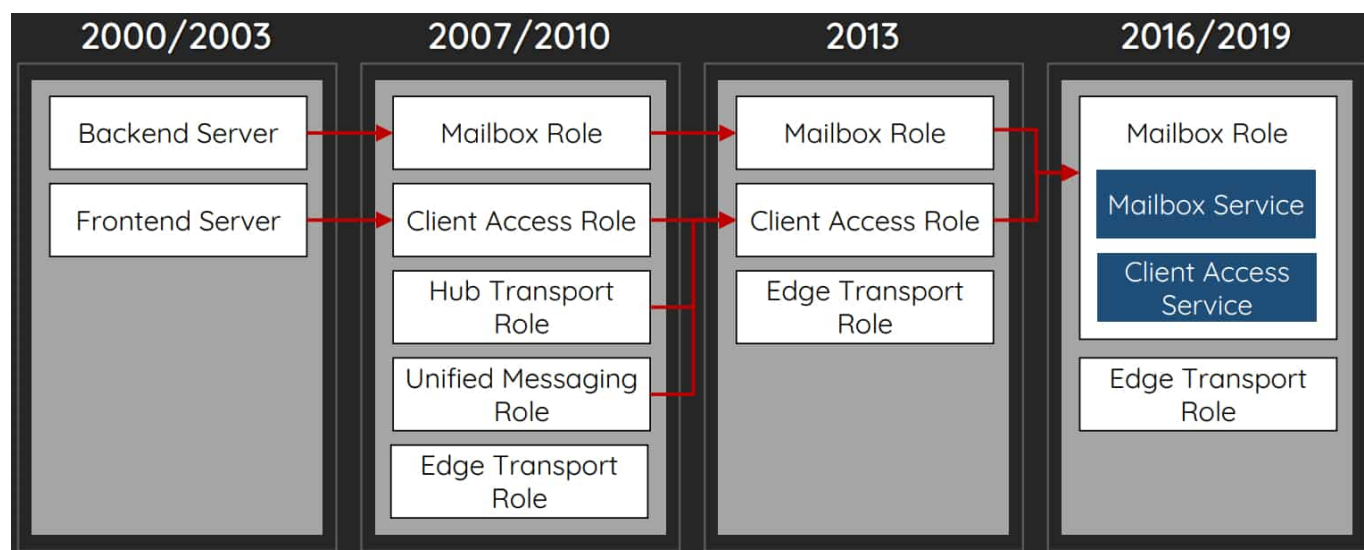 2000/2003
Backend Server
Frontend Server
2007/2010
Mailbox Role
Client Access Role
Hub Transport
Role
Unified Messaging
Role
Edge Transport
Role
2013
Mailbox Role
Client Access Role
Edge Transport
Role
2016/2019
Mailbox Role
Mailbox Service
Client Access
Service
Edge Transport
Role